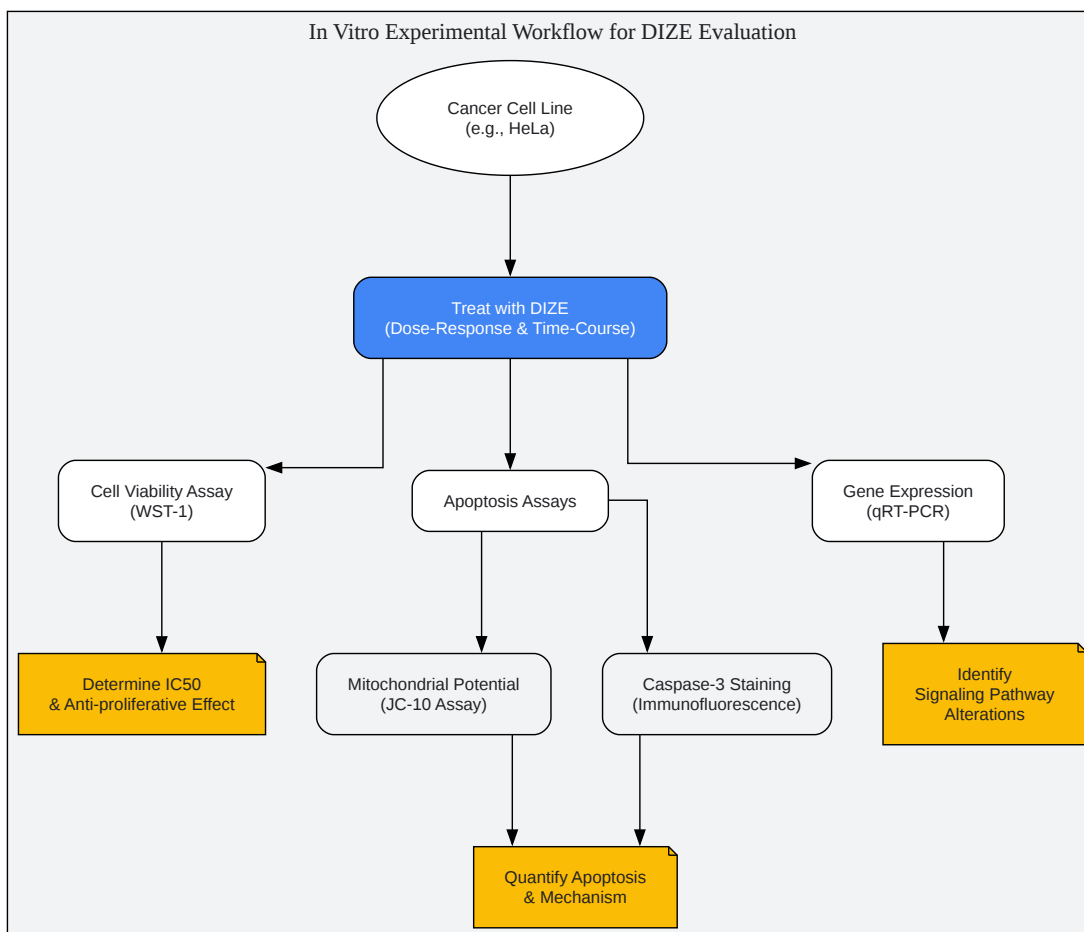 In Vitro Experimental Workflow for DIZE Evaluation
Cancer Cell Line
(e.g., HeLa)
Treat with DIZE
(Dose-Response & Time-Course)
Cell Viability Assay
(WST-1)
Apoptosis Assays
Gene Expression
(qRT-PCR)
Determine IC50
& Anti-proliferative Effect
Mitochondrial Potential
(JC-10 Assay)
Caspase-3 Staining
(Immunofluorescence)
Identify
Signaling Pathway
Alterations
Quantify Apoptosis
& Mechanism